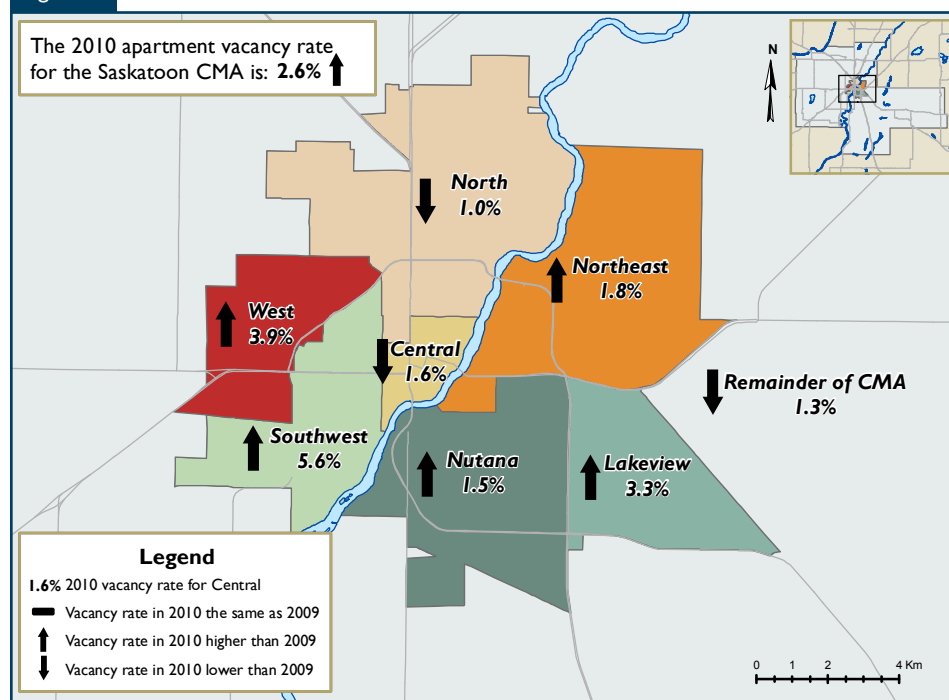 The 2010 apartment vacancy rate
for the Saskatoon CMA is: 2.6%
N
North
1.0%
Northeast
1.8%
West
3.9%
Central
1.6%
Remainder of CMA
1.3%
Southwest
5.6%
Nutana
1.5%
Lakeview
3.3%
Legend
1.6% 2010 vacancy rate for Central
Vacancy rate in 2010 the same as 2009
Vacancy rate in 2010 higher than 2009
Vacancy rate in 2010 lower than 2009
0 1 2 4 Km